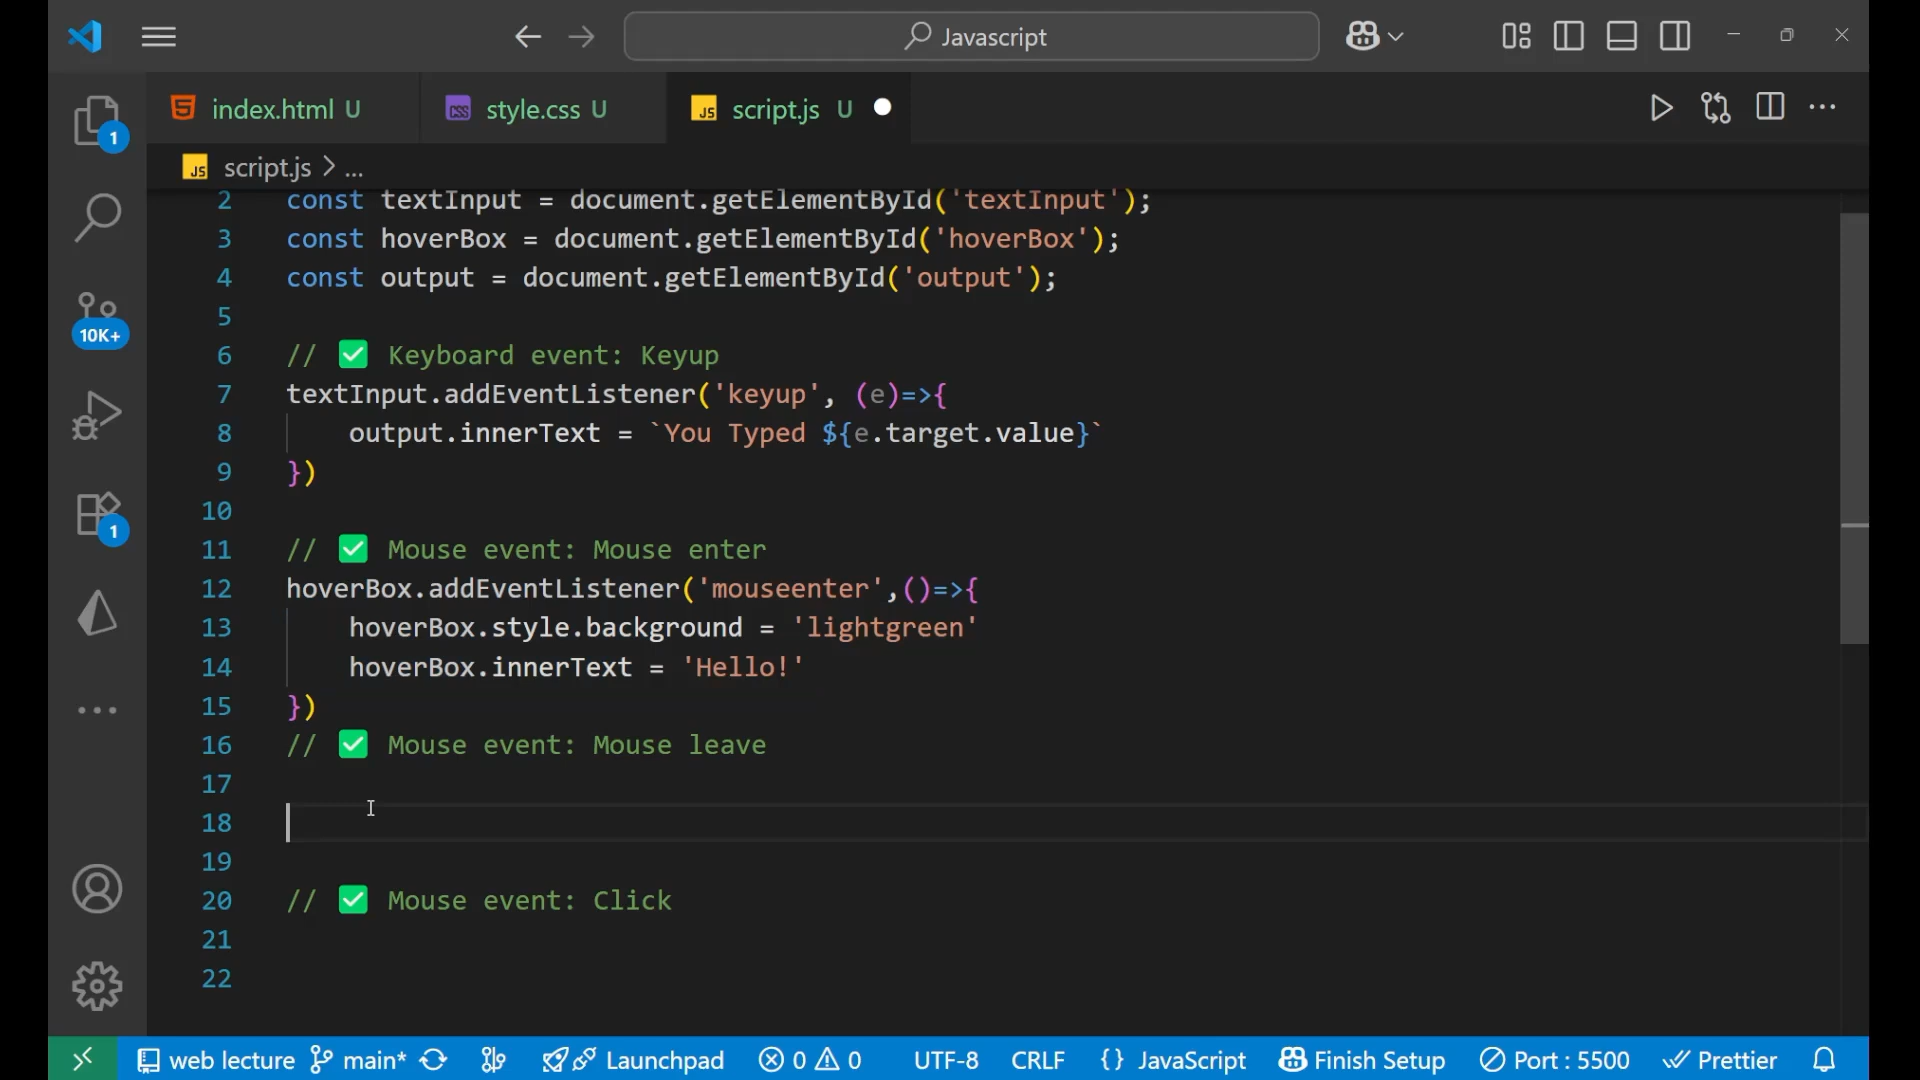 Javascript
index.html U
style.css U
JS script.js U
JS script.js > ...
2 const textInput = document.getElementById('textInput');
3 const hoverBox = document.getElementById('hoverBox');
4 const output = document.getElementById('output');
5
6 // ✅ Keyboard event: Keyup
7 textInput.addEventListener('keyup', (e)=>{
8 output.innerText = `You Typed ${e.target.value}`
9 })
10
11 // ✅ Mouse event: Mouse enter
12 hoverBox.addEventListener('mouseenter',()=>{
13 hoverBox.style.background = 'lightgreen'
14 hoverBox.innerText = 'Hello!'
15 })
16 // ✅ Mouse event: Mouse leave
17
18
19
20 // ✅ Mouse event: Click
21
22
1
10K+
1
web lecture main* Launchpad 0 0 UTF-8 CRLF {} JavaScript Finish Setup Port : 5500 Prettier